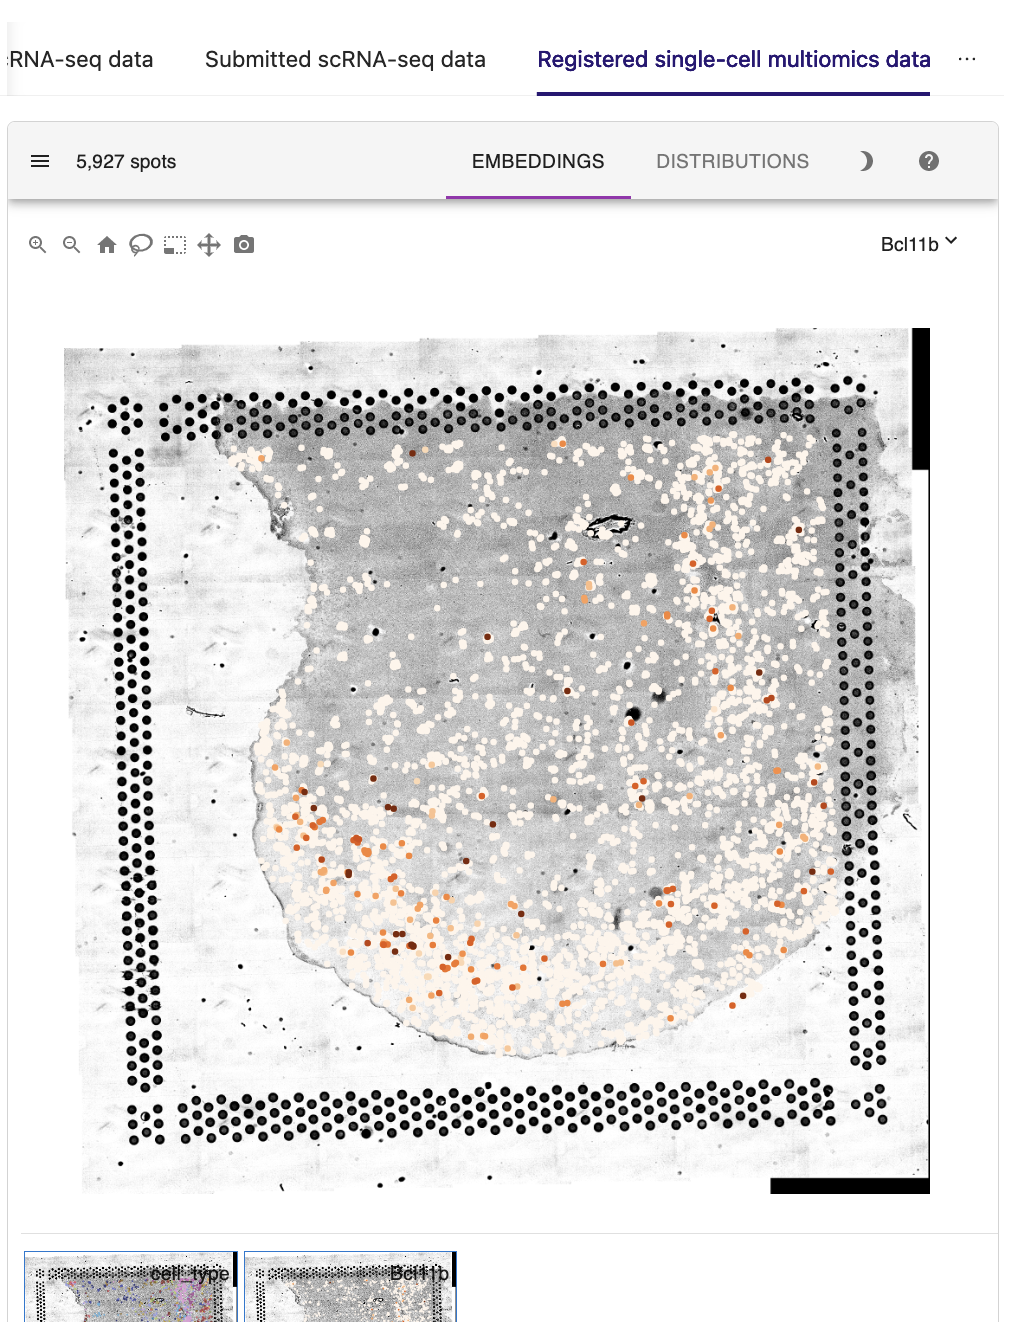 RNA-seq data
Submitted scRNA-seq data
Registered single-cell multiomics data
...
5,927 spots
EMBEDDINGS
DISTRIBUTIONS
?
Bcl11b
cell_type
Bcl11b